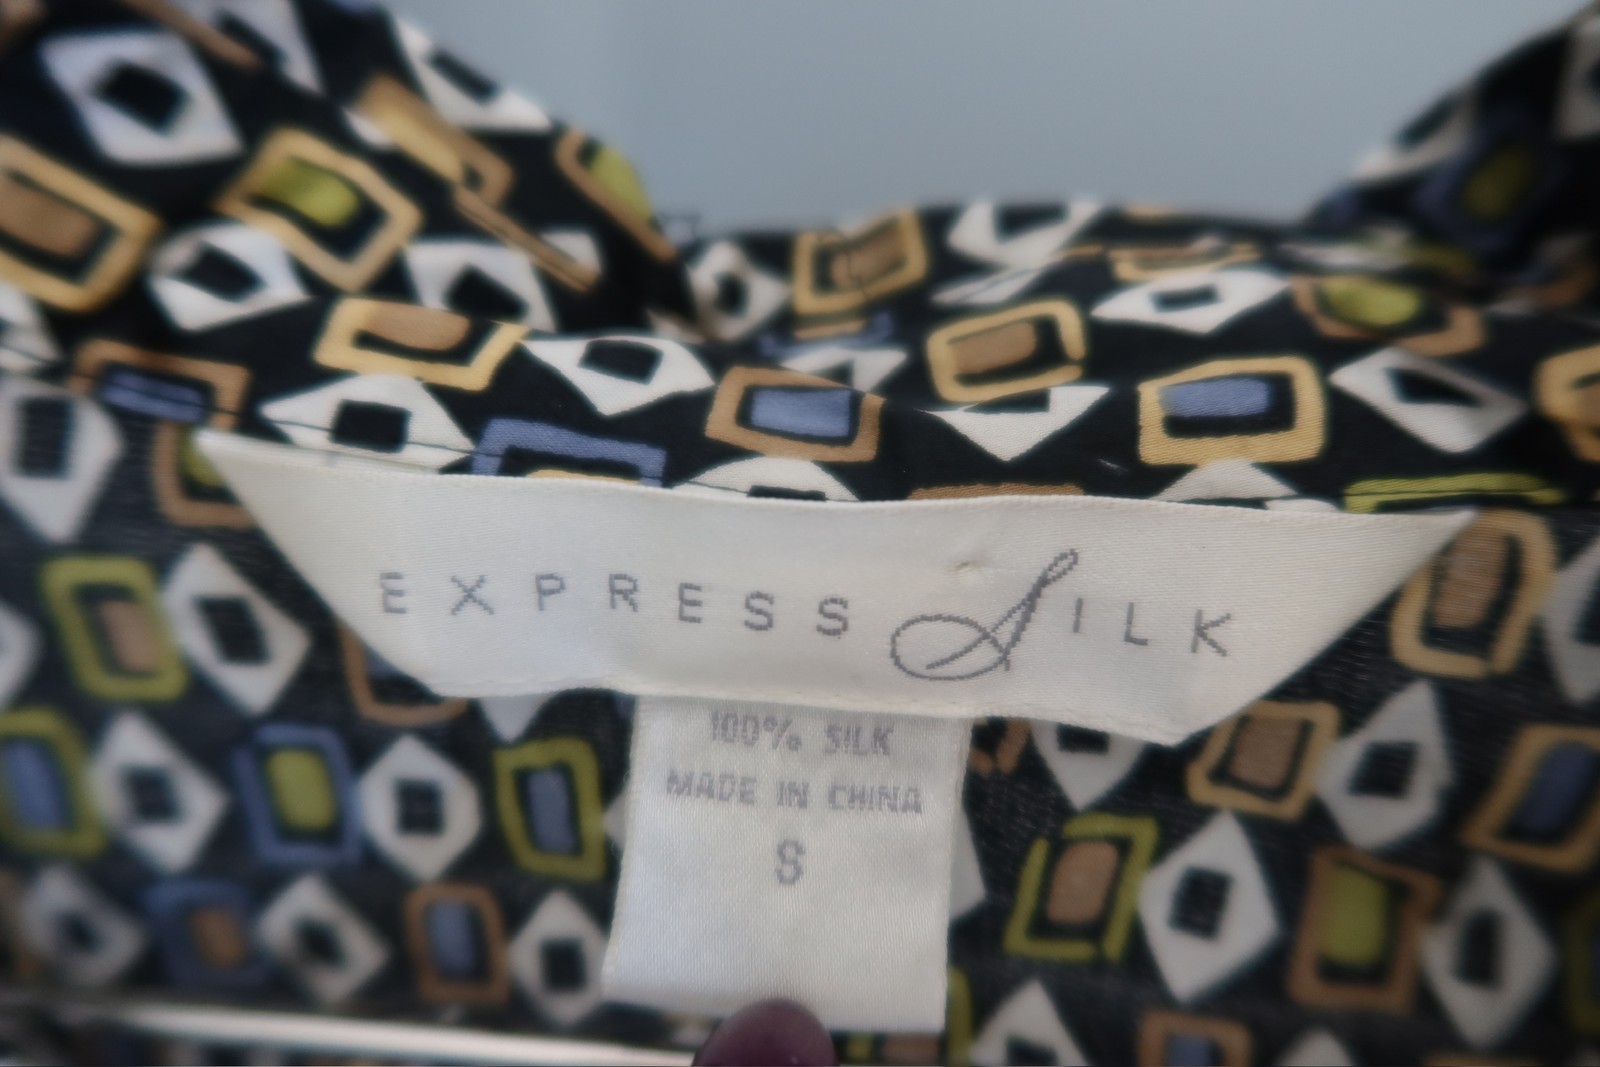 EXPRESS SILK
100% SILK
MADE IN CHINA
S